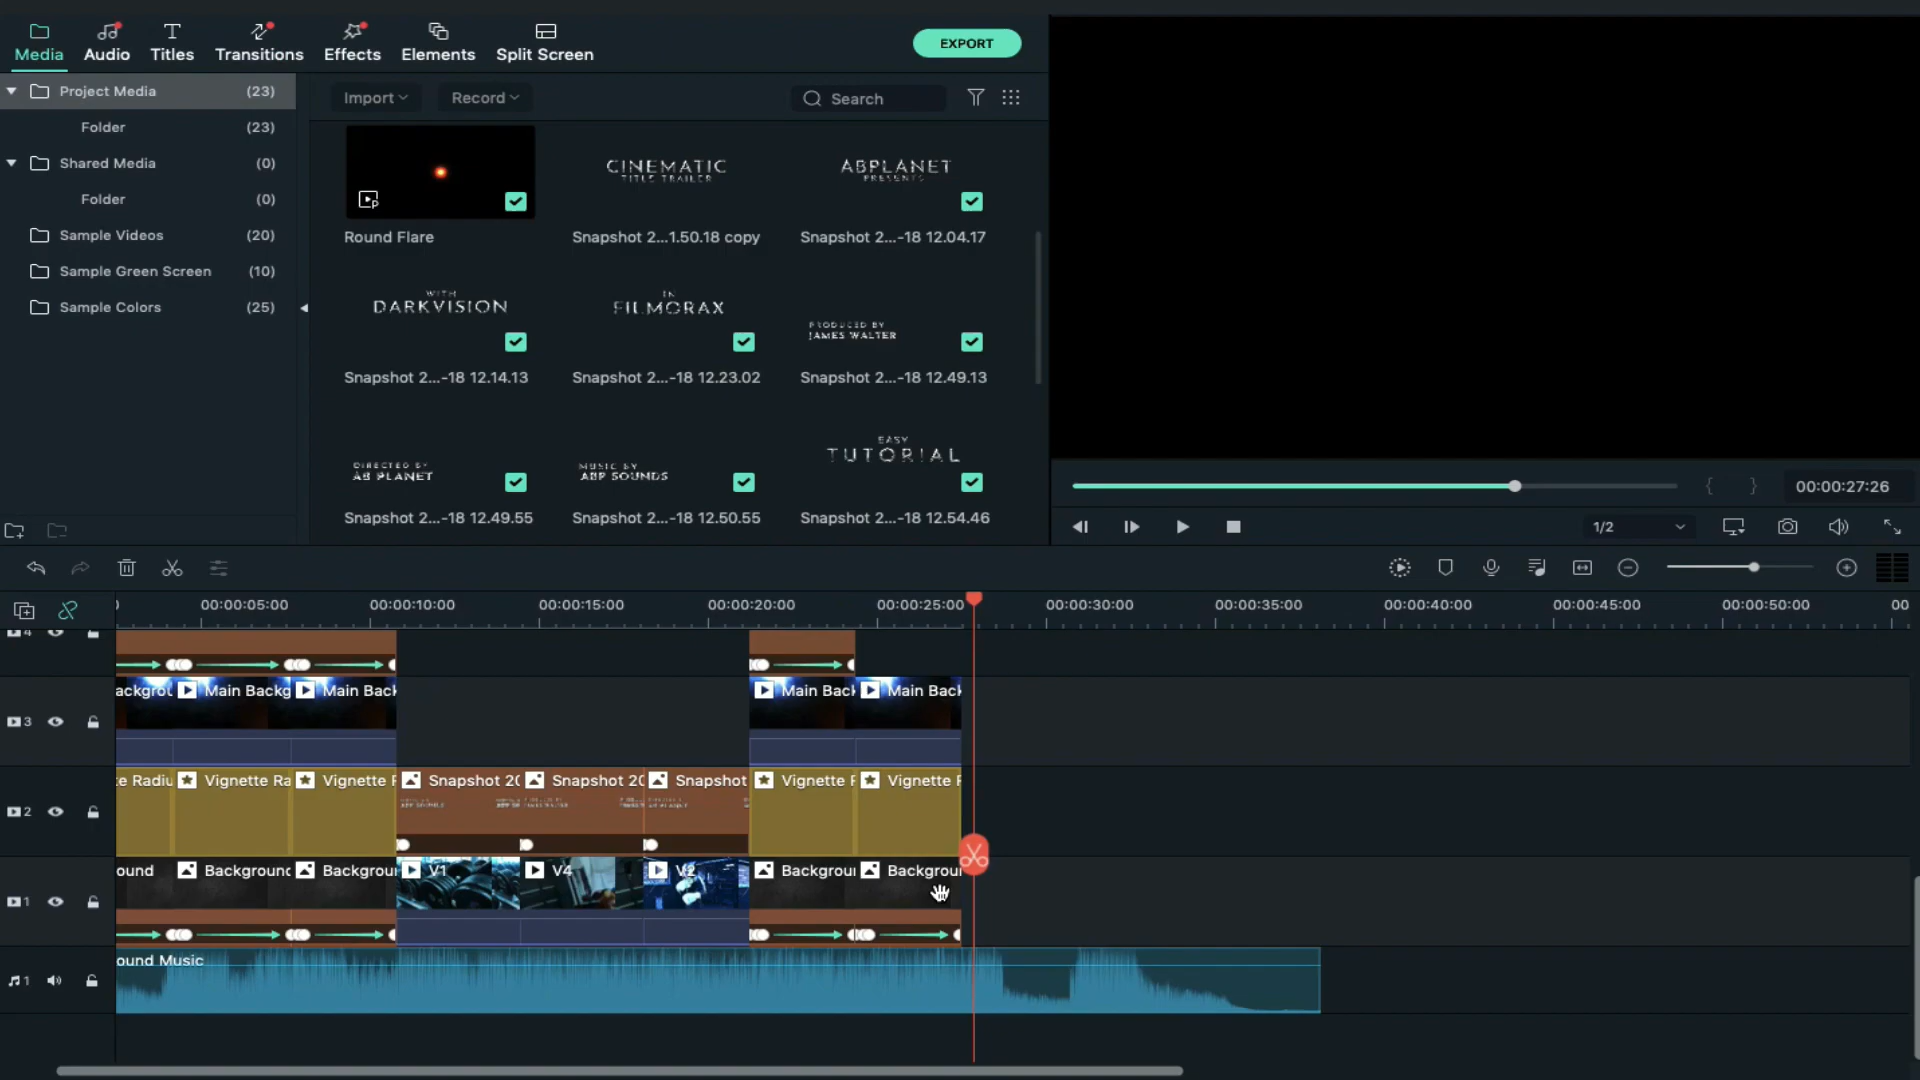 Media
Audio
Titles
Transitions
Effects
Elements
Split Screen
EXPORT
Project Media (23)
Folder (23)
Shared Media (0)
Folder (0)
Sample Videos (20)
Sample Green Screen (10)
Sample Colors (25)
Import
Record
Search
CINEMATIC
TITLE TRAILER
ABPLANET
PRESENTS
Round Flare
Snapshot 2...1.50.18 copy
Snapshot 2...-18 12.04.17
WITH
DARKVISION
IN
FILMORAX
PRODUCED BY
JAMES WALTER
Snapshot 2...-18 12.14.13
Snapshot 2...-18 12.23.02
Snapshot 2...-18 12.49.13
DIRECTED BY
AB PLANET
MUSIC BY
ABP SOUNDS
EASY
TUTORIAL
Snapshot 2...-18 12.49.55
Snapshot 2...-18 12.50.55
Snapshot 2...-18 12.54.46
00:00:27:26
1/2
00:00:05:00
00:00:10:00
00:00:15:00
00:00:20:00
00:00:25:00
00:00:30:00
00:00:35:00
00:00:40:00
00:00:45:00
00:00:50:00
00
4
3
ackgrou
Main Backg
Main Back
Main Back
Main Back
2
te Radiu
Vignette Ra
Vignette F
Snapshot 20
Snapshot 20
Snapshot
Vignette F
Vignette F
1
ound
Background
Backgrou
V1
V4
V2
Backgrou
Backgrou
1
ound Music